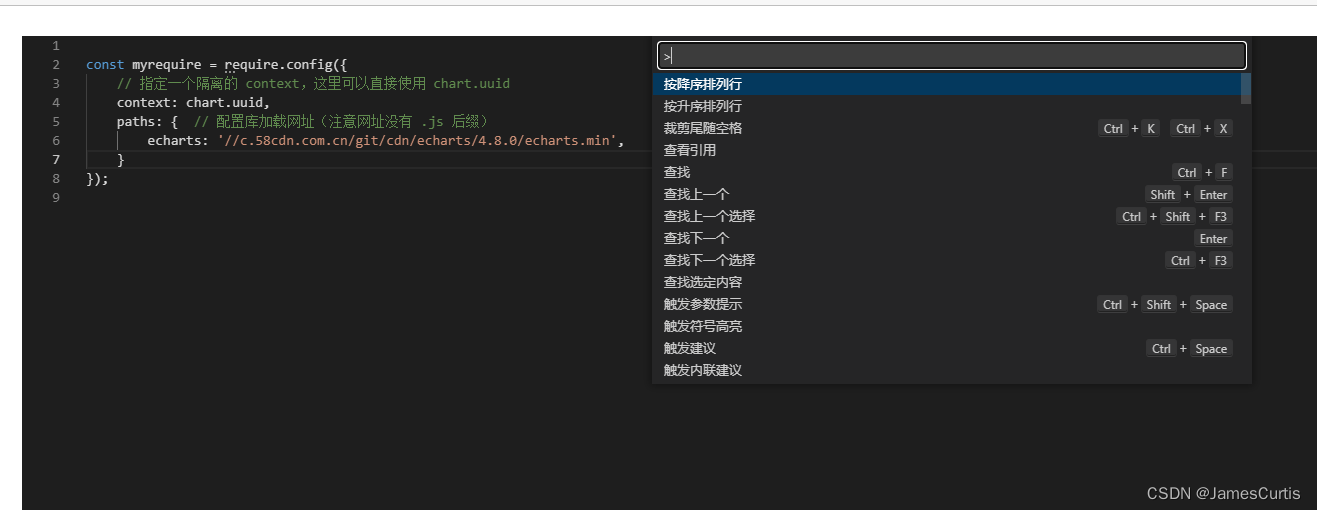 1
2 const myrequire = require.config({
3 // 指定一个隔离的 context，这里可以直接使用 chart.uuid
4 context: chart.uuid,
5 paths: { // 配置库加载网址（注意网址没有 .js 后缀）
6 echarts: '//c.58cdn.com.cn/git/cdn/echarts/4.8.0/echarts.min',
7 }
8 });
9
>
按降序排列行
按升序排列行
裁剪尾随空格 Ctrl + K Ctrl + X
查看引用
查找 Ctrl + F
查找上一个 Shift + Enter
查找上一个选择 Ctrl + Shift + F3
查找下一个 Enter
查找下一个选择 Ctrl + F3
查找选定内容
触发参数提示 Ctrl + Shift + Space
触发符号高亮
触发建议 Ctrl + Space
触发内联建议
CSDN @JamesCurtis